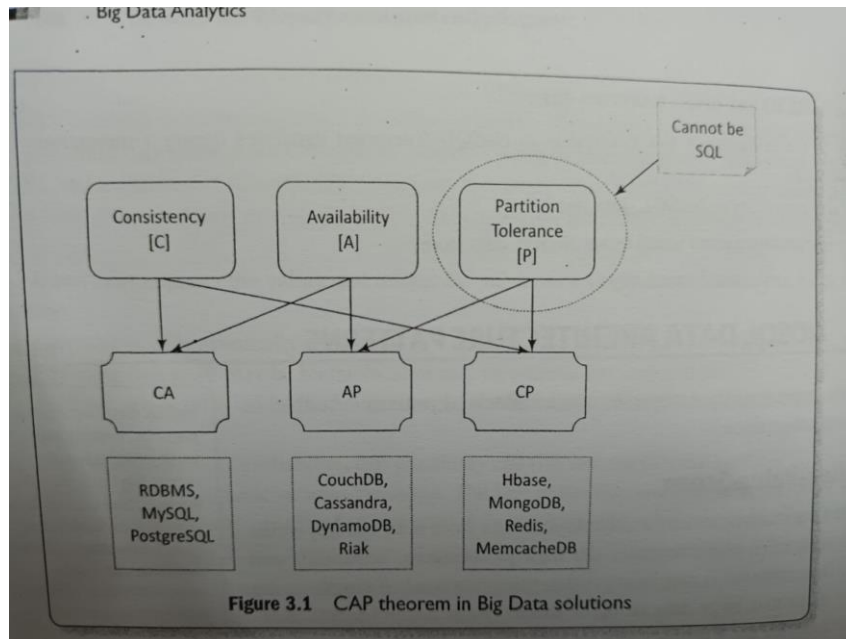 Big Data Analytics
Cannot be
SQL
Consistency
[C]
Availability
[A]
Partition
Tolerance
[P]
CA
AP
CP
RDBMS,
MySQL,
PostgreSQL
CouchDB,
Cassandra,
DynamoDB,
Riak
Hbase,
MongoDB,
Redis,
MemcacheDB
Figure 3.1 CAP theorem in Big Data solutions